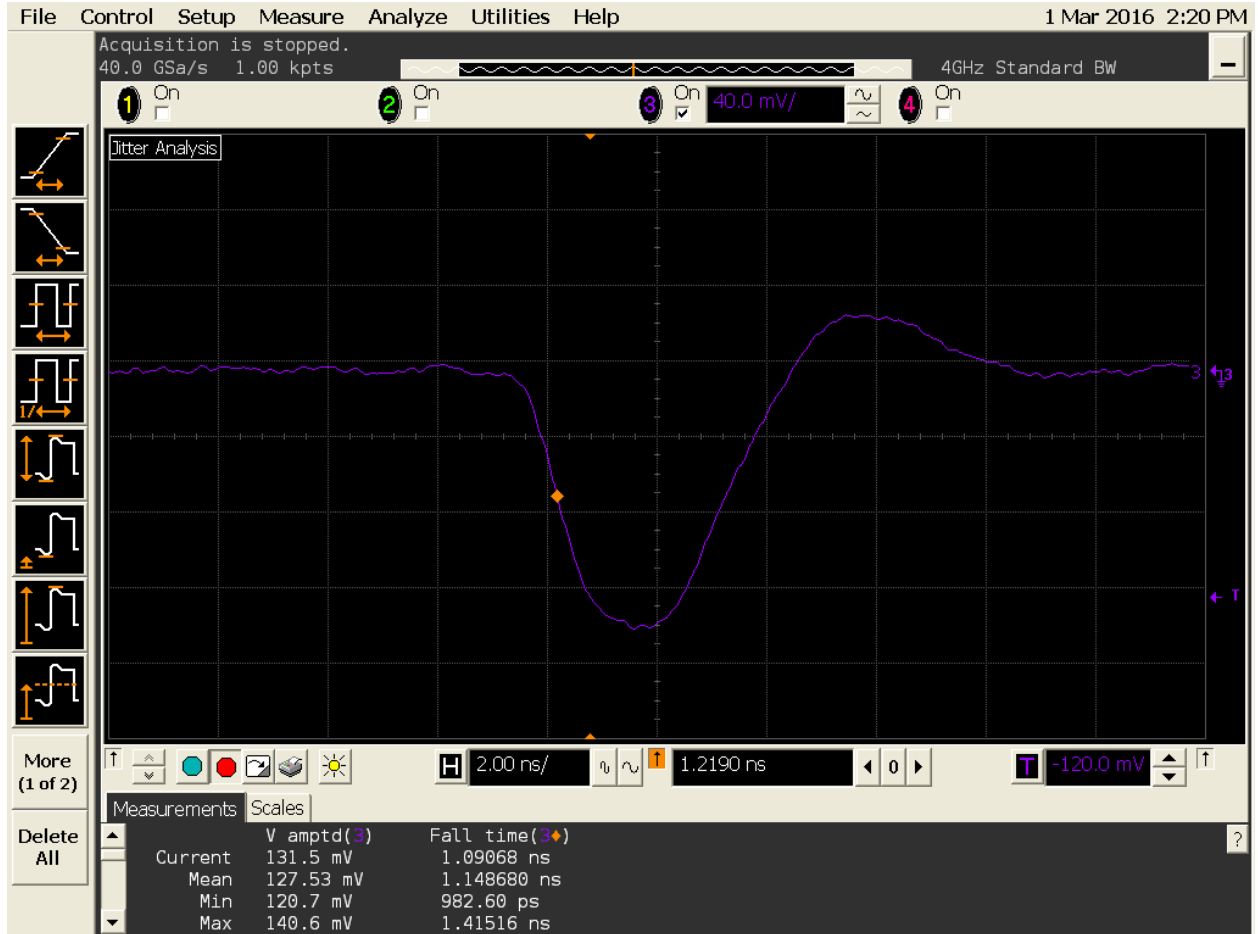 File Control Setup Measure Analyze Utilities Help 1 Mar 2016 2:20 PM
Acquisition is stopped.
40.0 GSa/s 1.00 kpts 4GHz Standard BW
1 On 2 On 3 On 40.0 mV/ 4 On
Jitter Analysis
1/
3 3
T
More
(1 of 2)
H 2.00 ns/ 1.2190 ns 0 T -120.0 mV
Measurements Scales
Delete
All
V amptd(3) Fall time(3◆) ?
Current 131.5 mV 1.09068 ns
Mean 127.53 mV 1.148680 ns
Min 120.7 mV 982.60 ps
Max 140.6 mV 1.41516 ns